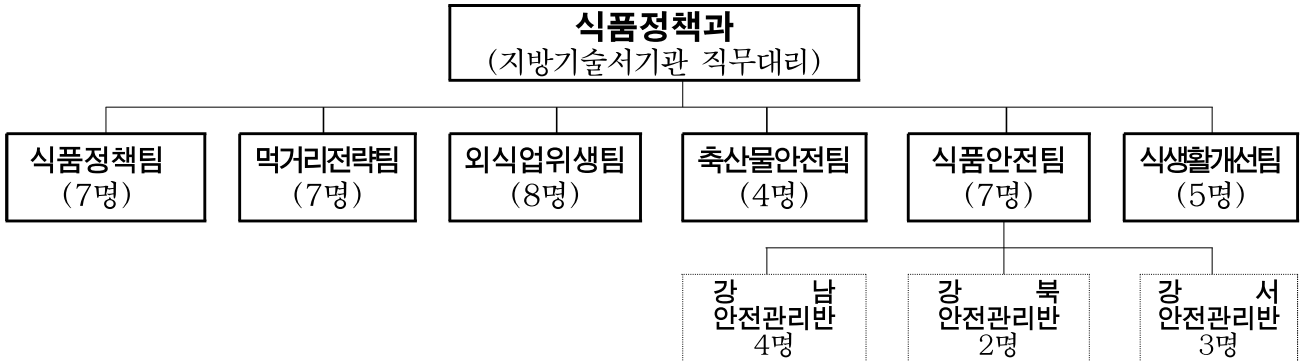 식품정책과
(지방기술서기관 직무대리)
식품정책팀
(7명)
먹거리전략팀
(7명)
외식업위생팀
(8명)
축산물안전팀
(4명)
식품안전팀
(7명)
식생활개선팀
(5명)
강 남
안전관리반
4명
강 북
안전관리반
2명
강 서
안전관리반
3명